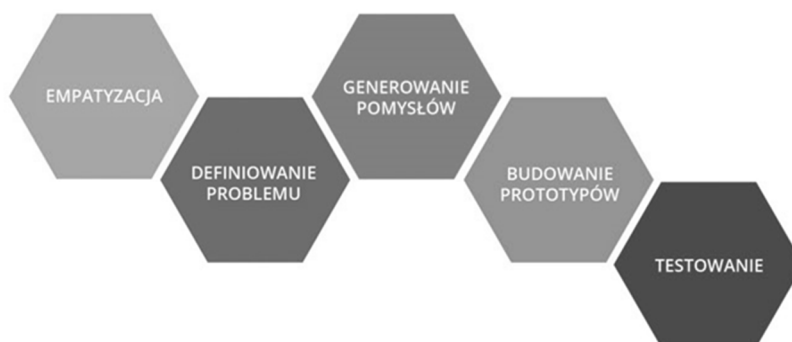 EMPATYZACJA
DEFINIOWANIE
PROBLEMU
GENEROWANIE
POMYSŁÓW
BUDOWANIE
PROTOTYPÓW
TESTOWANIE